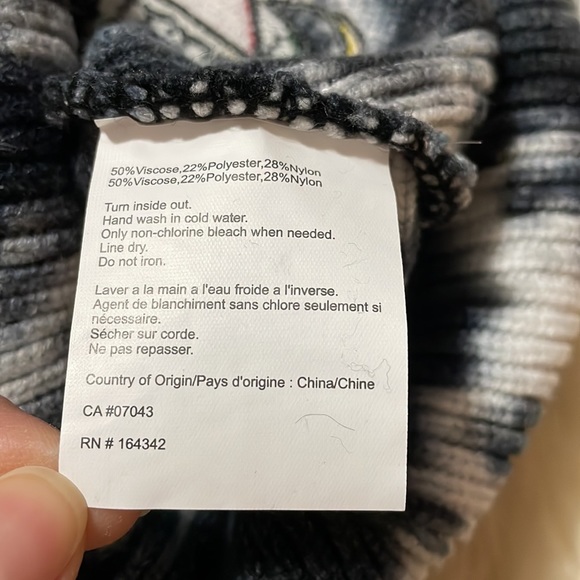 50%Viscose,22%Polyester,28%Nylon
50%Viscose,22%Polyester,28%Nylon
Turn inside out.
Hand wash in cold water.
Only non-chlorine bleach when needed.
Line dry.
Do not iron.
Laver a la main a l'eau froide a l'inverse.
Agent de blanchiment sans chlore seulement si
nécessaire.
Sécher sur corde.
Ne pas repasser.
Country of Origin/Pays d'origine : China/Chine
CA #07043
RN # 164342